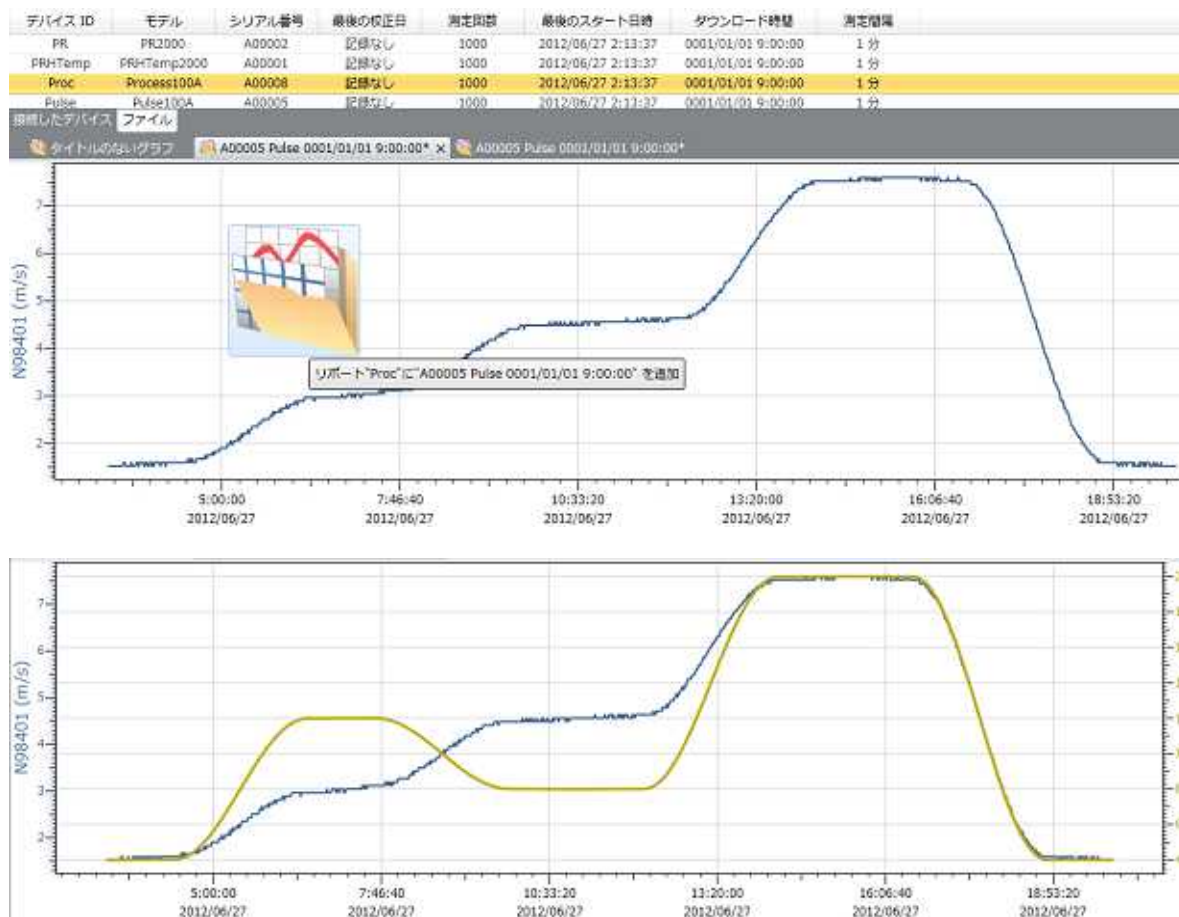 デバイス ID モデル シリアル番号 最後の校正日 測定回数 最後のスタート日時 ダウンロード時間 測定間隔
PR PR2000 A00002 記録なし 1000 2012/06/27 2:13:37 0001/01/01 9:00:00 1 分
PRHTemp PRHTemp2000 A00001 記録なし 1000 2012/06/27 2:13:37 0001/01/01 9:00:00 1 分
Proc Process100A A00008 記録なし 1000 2012/06/27 2:13:37 0001/01/01 9:00:00 1 分
Pulse Pulse100A A00005 記録なし 1000 2012/06/27 2:13:37 0001/01/01 9:00:00 1 分
接続したデバイス ファイル
タイトルのないグラフ A00005 Pulse 0001/01/01 9:00:00* × A00005 Pulse 0001/01/01 9:00:00*
N98401 (m/s)
7
6
5
4
3
2
リポート"Proc"に"A00005 Pulse 0001/01/01 9:00:00" を追加
5:00:00 7:46:40 10:33:20 13:20:00 16:06:40 18:53:20
2012/06/27 2012/06/27 2012/06/27 2012/06/27 2012/06/27 2012/06/27
N98401 (m/s)
7
6
5
4
3
2
5:00:00 7:46:40 10:33:20 13:20:00 16:06:40 18:53:20
2012/06/27 2012/06/27 2012/06/27 2012/06/27 2012/06/27 2012/06/27